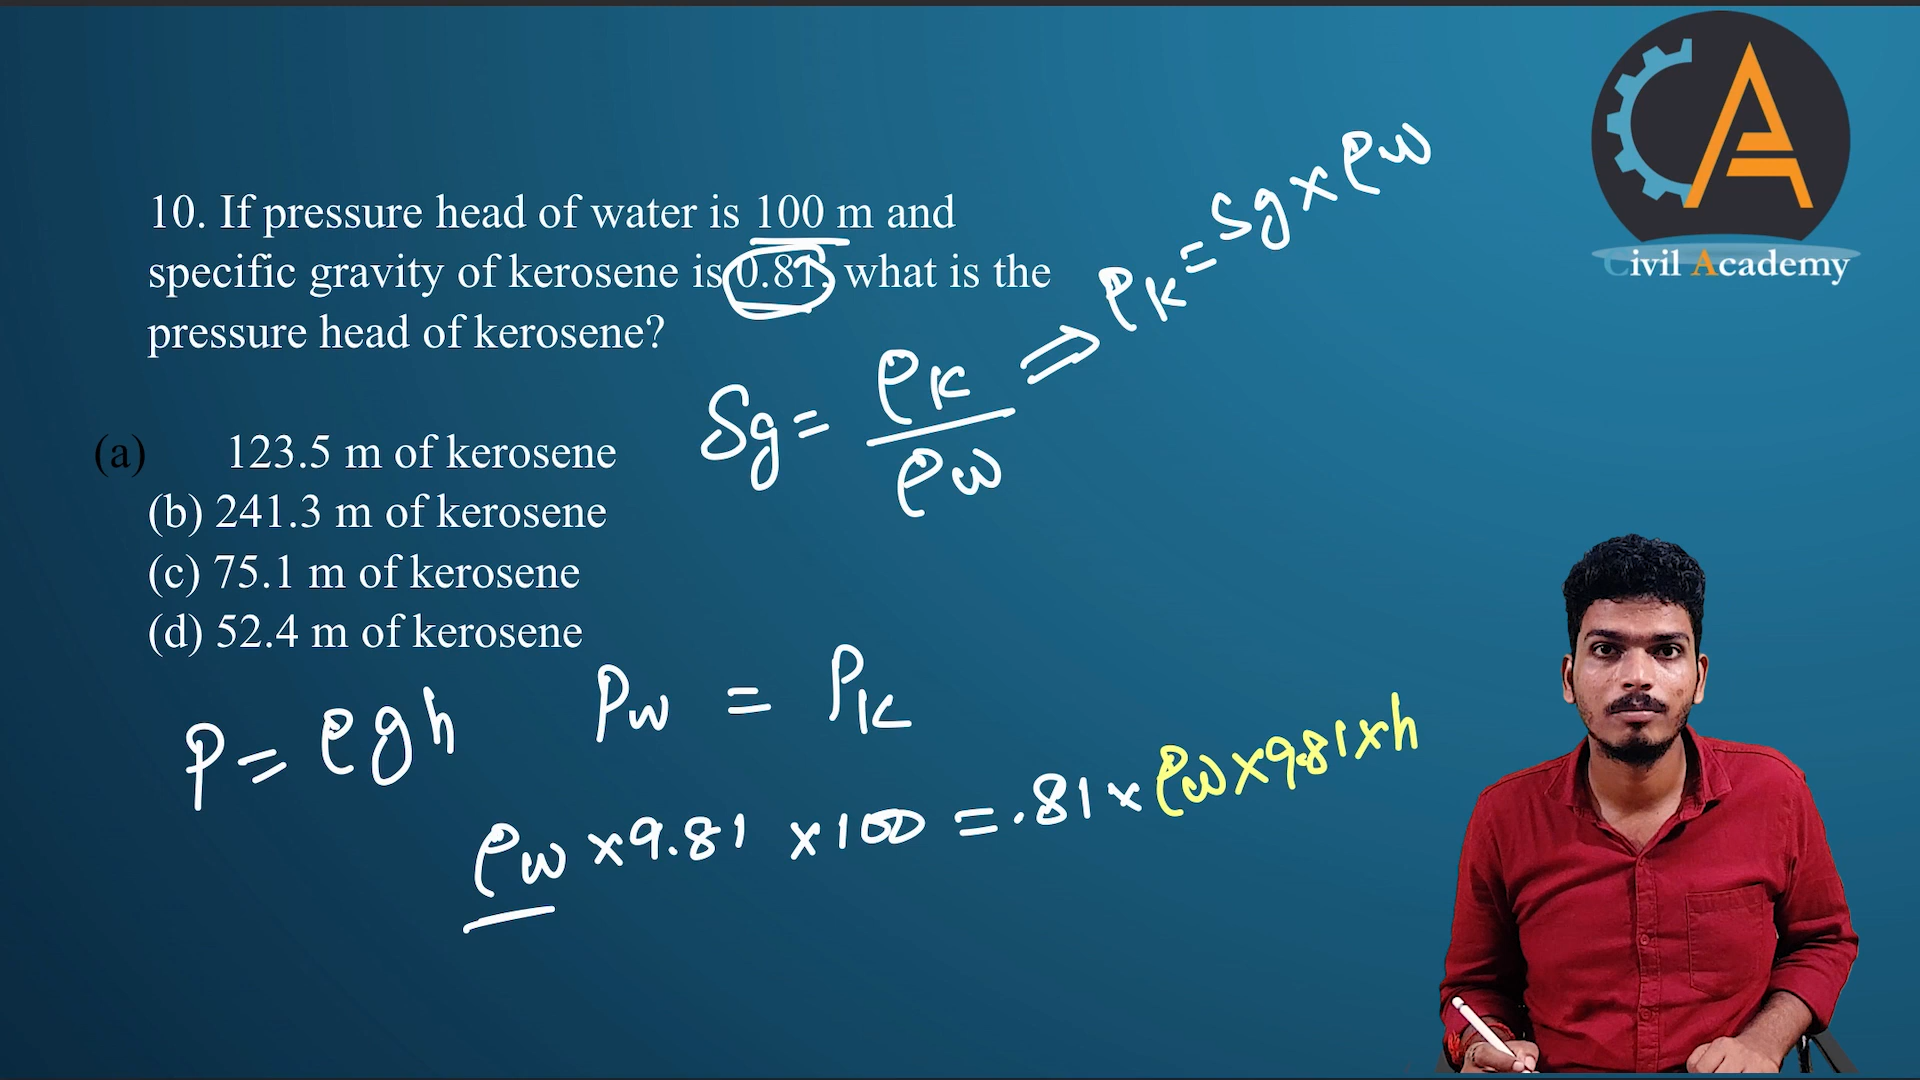 10. If pressure head of water is 100 m and
specific gravity of kerosene is 0.81, what is the
pressure head of kerosene?
(a) 123.5 m of kerosene
(b) 241.3 m of kerosene
(c) 75.1 m of kerosene
(d) 52.4 m of kerosene
Sg = ρK / ρw ⇒ ρK = Sg × ρw
P = ρgh
Pw = PK
ρw × 9.81 × 100 = .81 × ρw × 9.81 × h
CA
Civil Academy